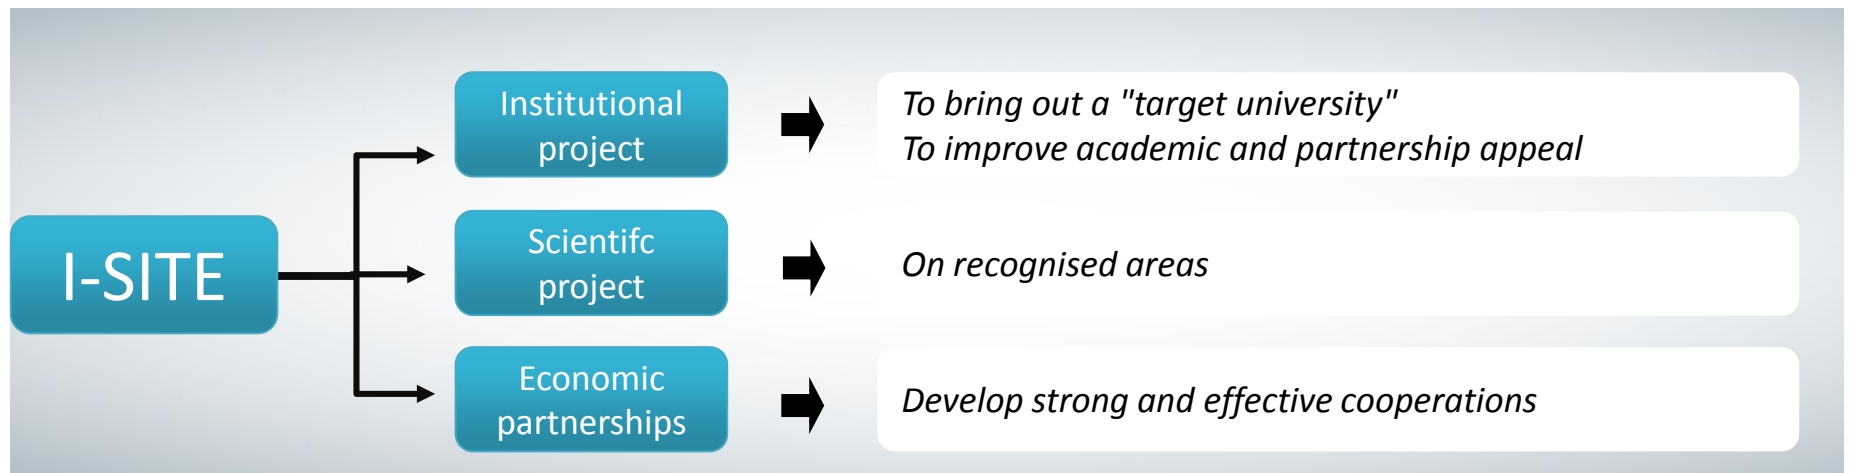 I-SITE
Institutional
project
To bring out a "target university"
To improve academic and partnership appeal
Scientifc
project
On recognised areas
Economic
partnerships
Develop strong and effective cooperations